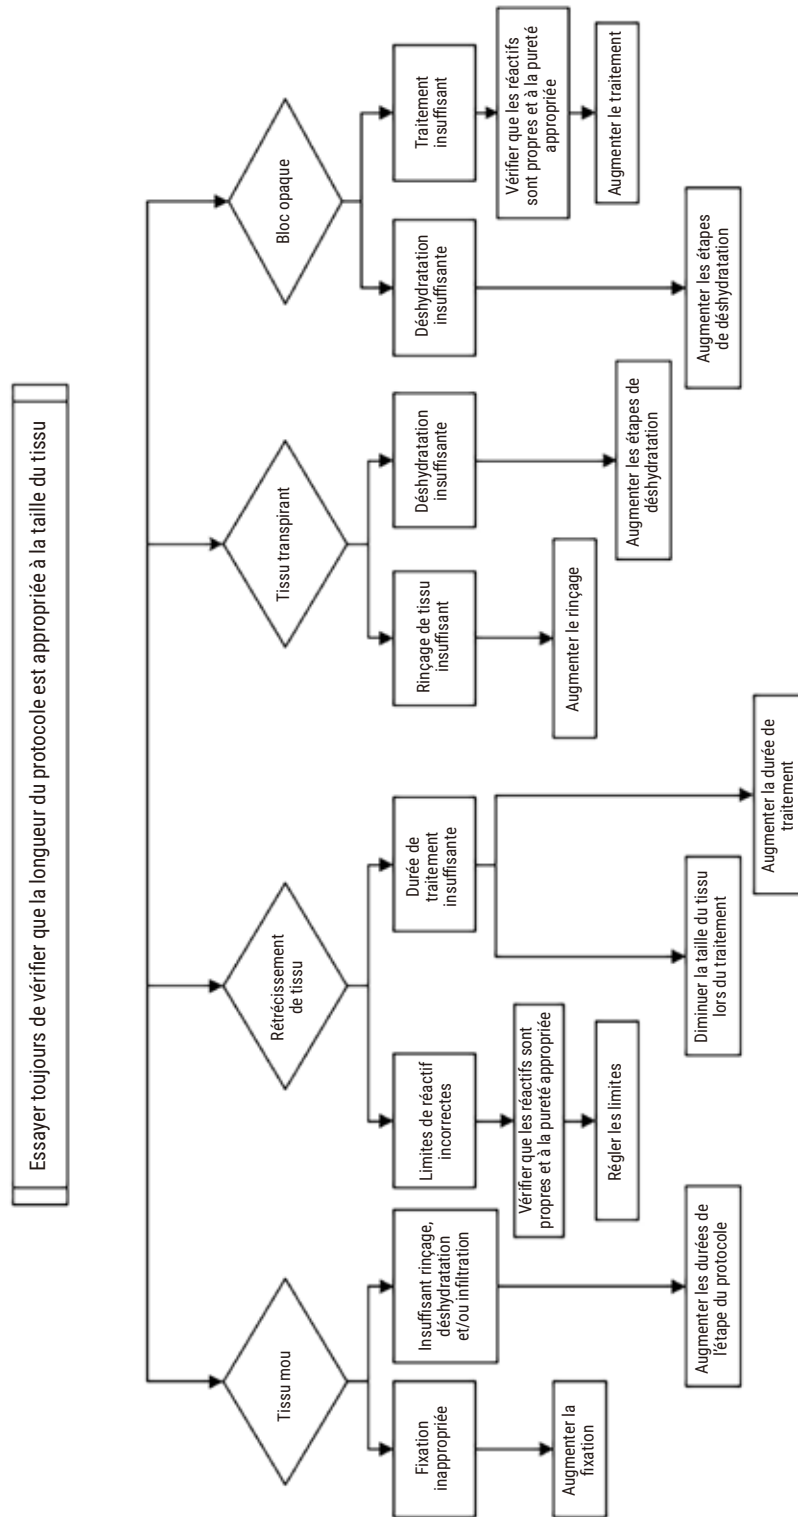 Essayer toujours de vérifier que la longueur du protocole est appropriée à la taille du tissu
Tissu mou
Rétrécissement
de tissu
Tissu transpirant
Bloc opaque
Fixation
inappropriée
Insuffisant rinçage,
déshydratation
et/ou infiltration
Limites de réactif
incorrectes
Durée de
traitement
insuffisante
Rinçage de tissu
insuffisant
Déshydratation
insuffisante
Déshydratation
insuffisante
Traitement
insuffisant
Vérifier que les réactifs sont
propres et à la pureté appropriée
Vérifier que les réactifs
sont propres et à la pureté
appropriée
Augmenter la
fixation
Régler les limites
Augmenter le rinçage
Augmenter les étapes de
déshydratation
Augmenter le traitement
Augmenter les durées de
l'étape du protocole
Diminuer la taille du tissu
lors du traitement
Augmenter la durée de
traitement
Augmenter les étapes
de déshydratation